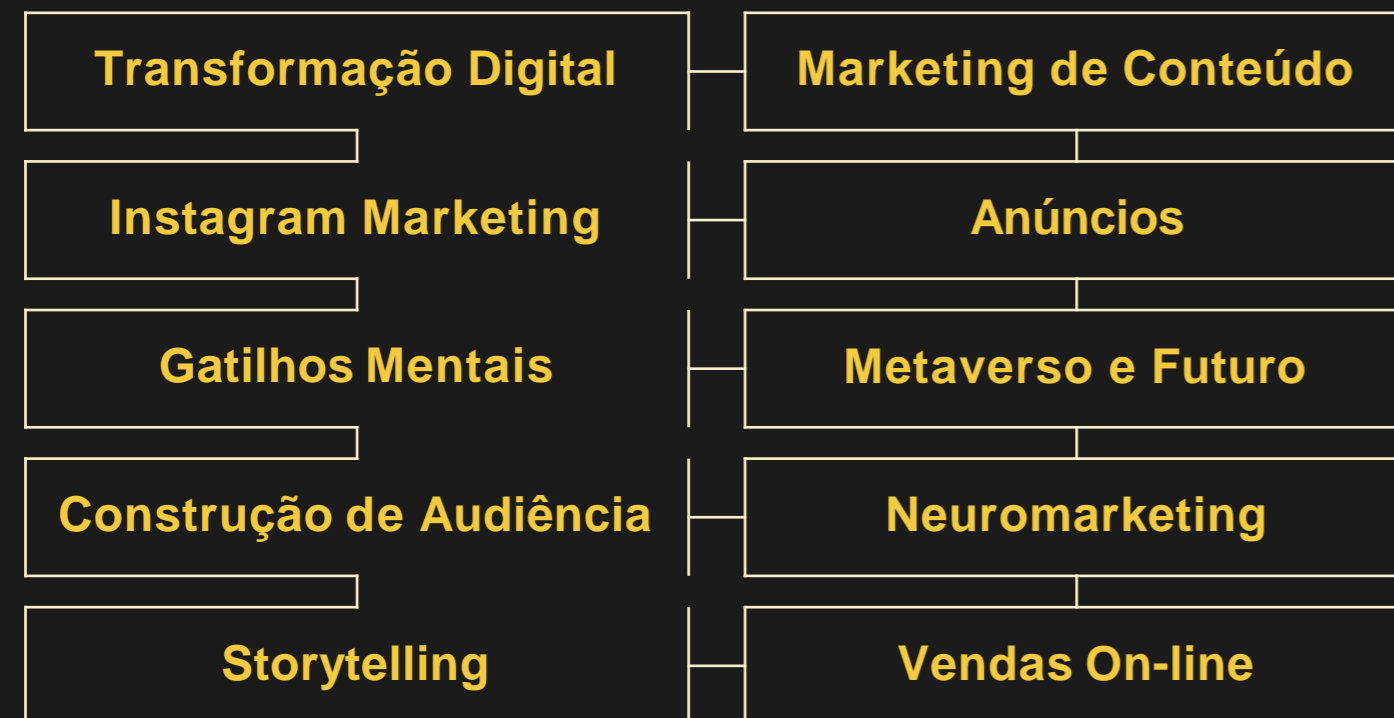 Transformação Digital
Marketing de Conteúdo
Instagram Marketing
Anúncios
Gatilhos Mentais
Metaverso e Futuro
Construção de Audiência
Neuromarketing
Storytelling
Vendas On-line